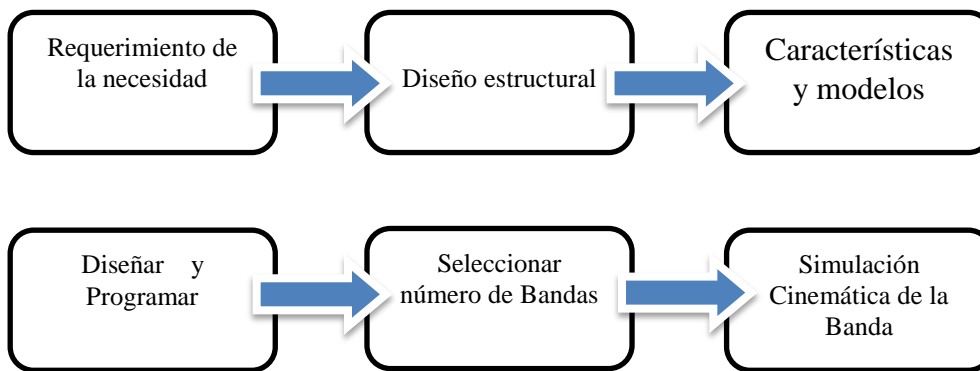 Requerimiento de
la necesidad
Diseño estructural
Características
y modelos
Diseñar y
Programar
Seleccionar
número de Bandas
Simulación
Cinemática de la
Banda